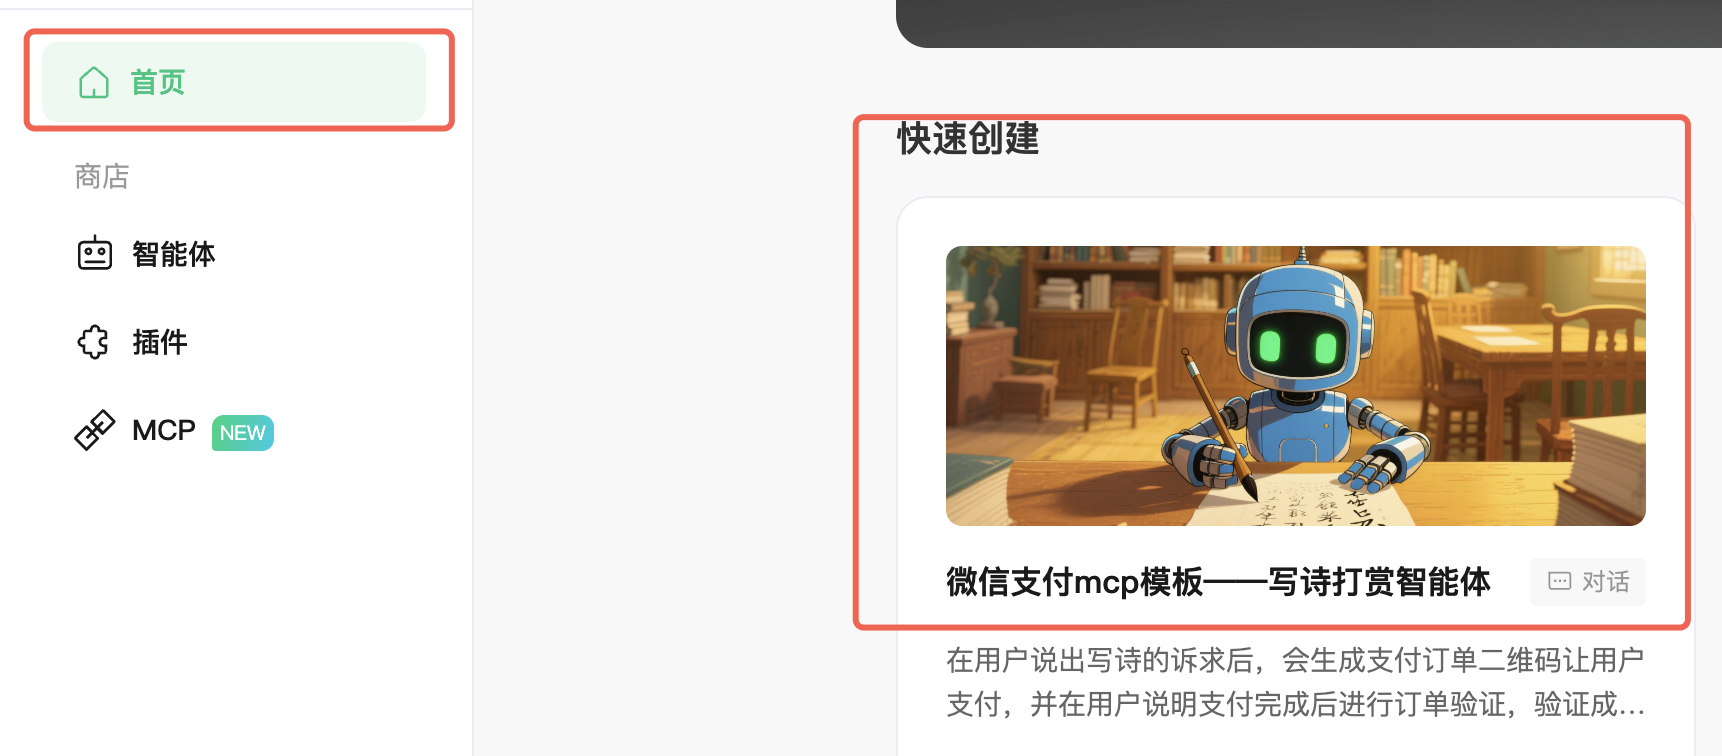 首页
商店
智能体
插件
MCP NEW
快速创建
微信支付mcp模板——写诗打赏智能体 对话
在用户说出写诗的诉求后，会生成支付订单二维码让用户
支付，并在用户说明支付完成后进行订单验证，验证成...